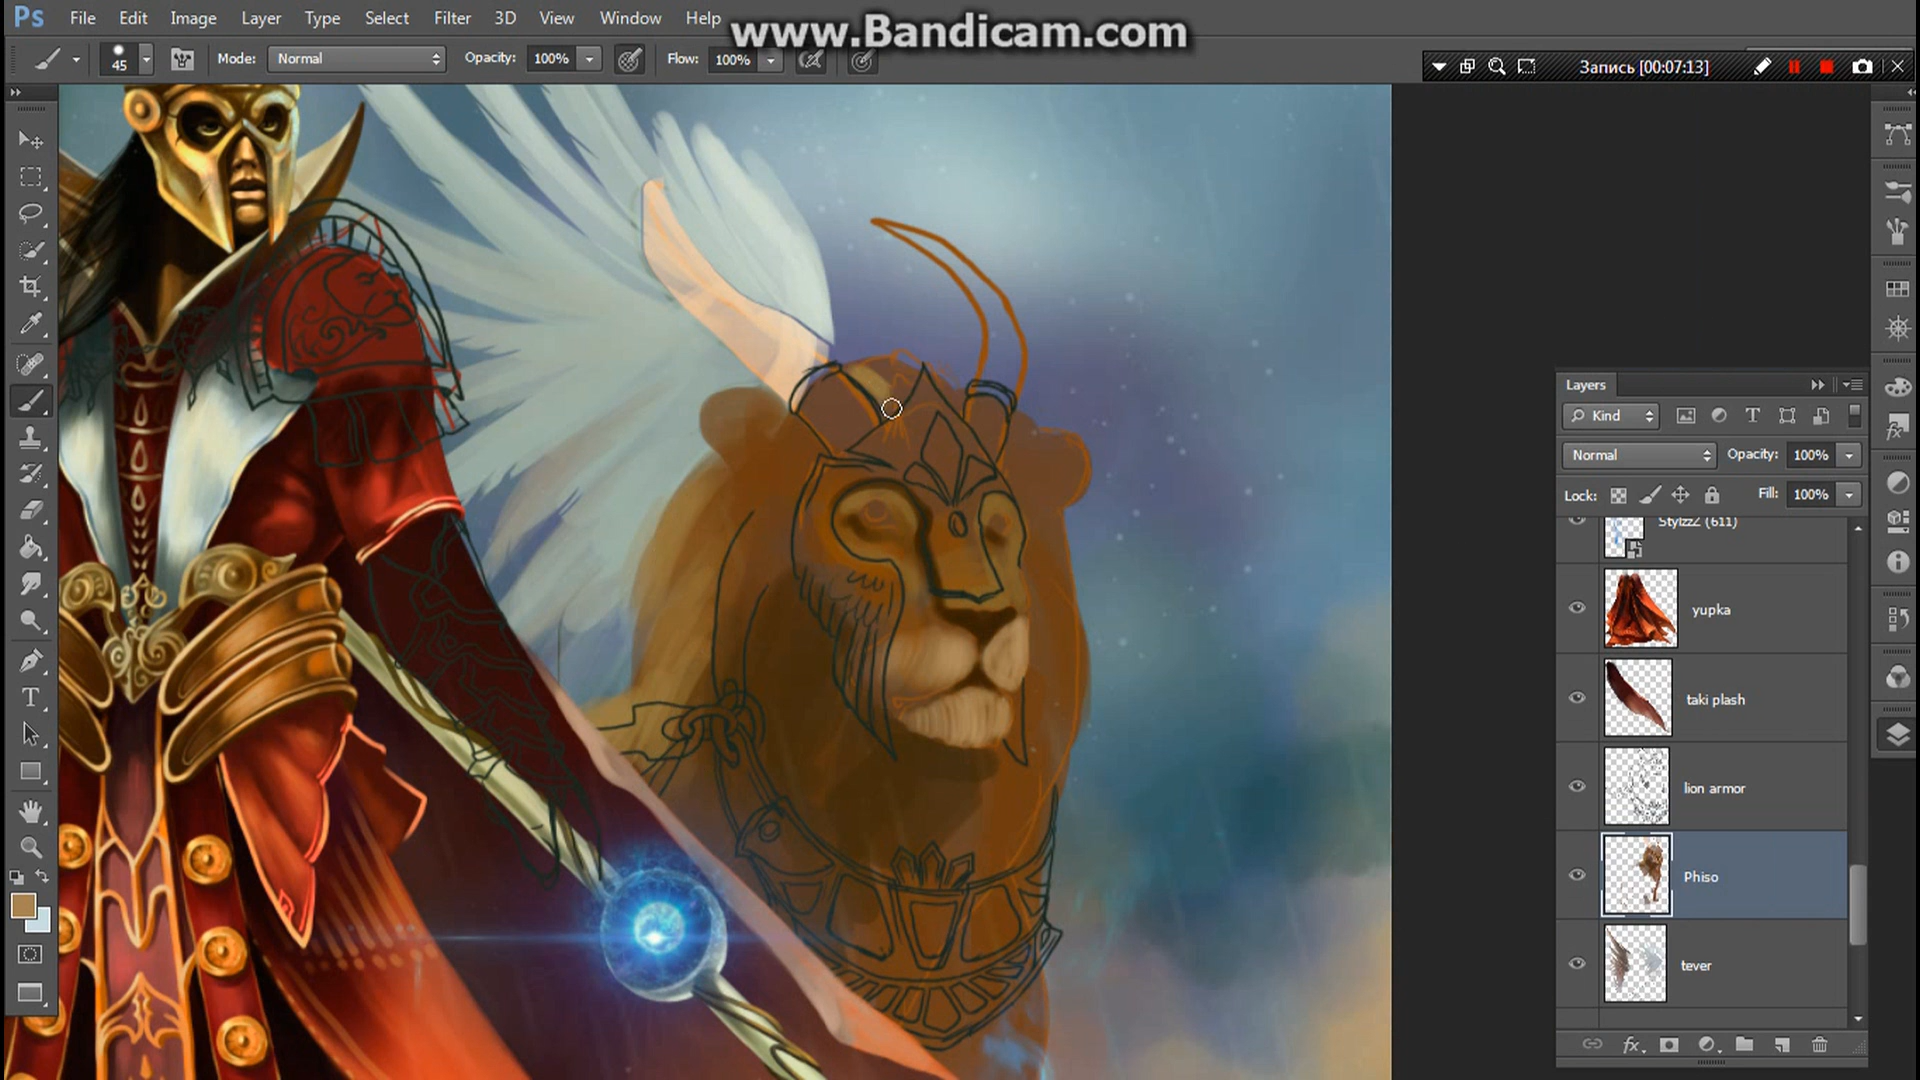 Ps File Edit Image Layer Type Select Filter 3D View Window Help
www.Bandicam.com
45 Mode: Normal Opacity: 100% Flow: 100%
Запись [00:07:13]
Layers
Kind
Normal Opacity: 100%
Lock: Fill: 100%
StylzzZ (611)
yupka
taki plash
lion armor
Phiso
tever